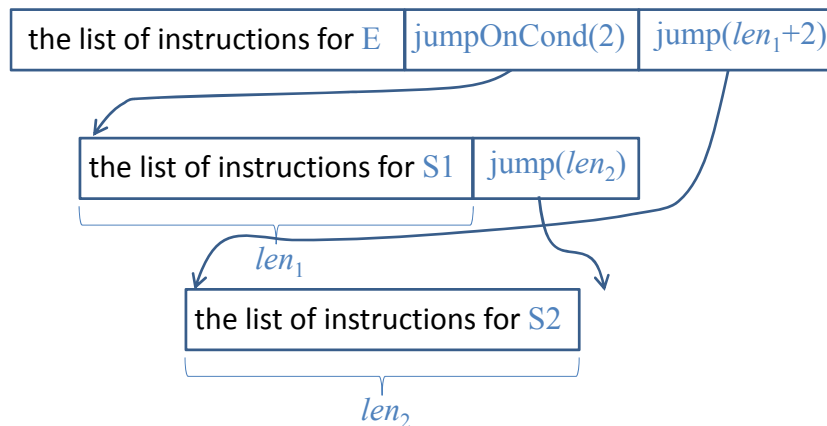 the list of instructions for E jumpOnCond(2) jump(len₁+2)
the list of instructions for S1 jump(len₂)
len₁
the list of instructions for S2
len₂